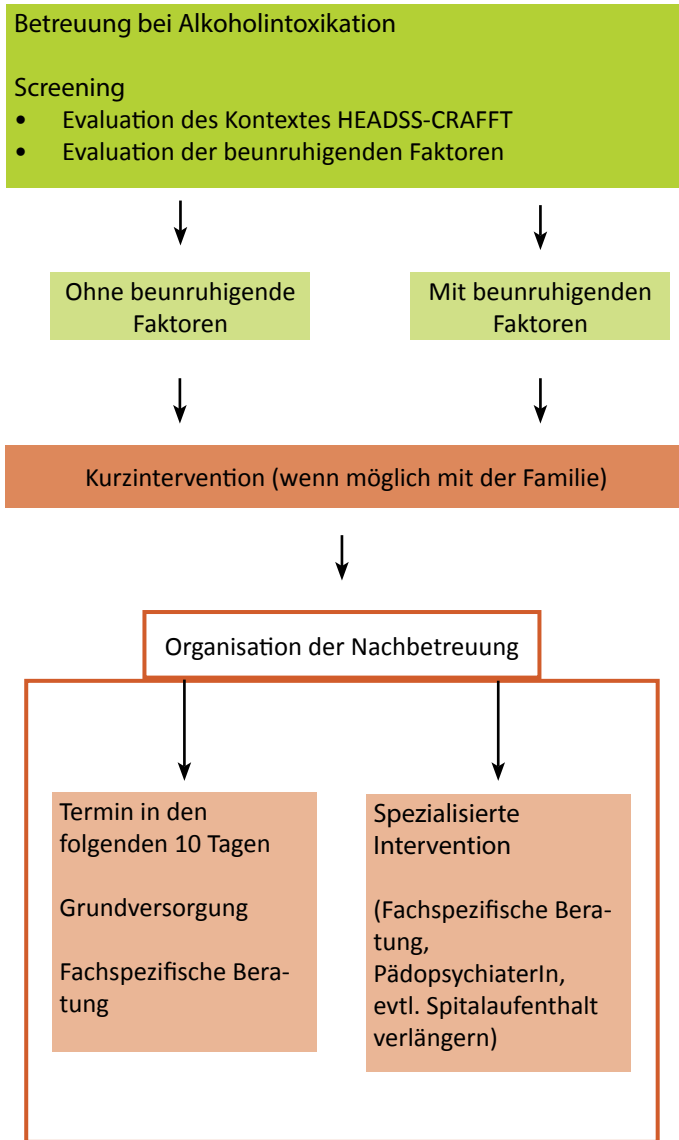 Betreuung bei Alkoholintoxikation
Screening
• Evaluation des Kontextes HEADSS-CRAFFT
• Evaluation der beunruhigenden Faktoren
Ohne beunruhigende
Faktoren
Mit beunruhigenden
Faktoren
Kurzintervention (wenn möglich mit der Familie)
Organisation der Nachbetreuung
Termin in den
folgenden 10 Tagen
Grundversorgung
Fachspezifische Bera-
tung
Spezialisierte
Intervention
(Fachspezifische Bera-
tung,
PädopsychiaterIn,
evtl. Spitalaufenthalt
verlängern)